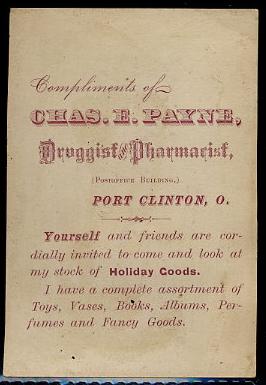 Compliments of
CHAS. E. PAYNE,
Druggist and Pharmacist,
(Postoffice Building,)
PORT CLINTON, O.
Yourself and friends are cor-
dially invited to come and look at
my stock of Holiday Goods.
I have a complete assortment of
Toys, Vases, Books, Albums, Per-
fumes and Fancy Goods.